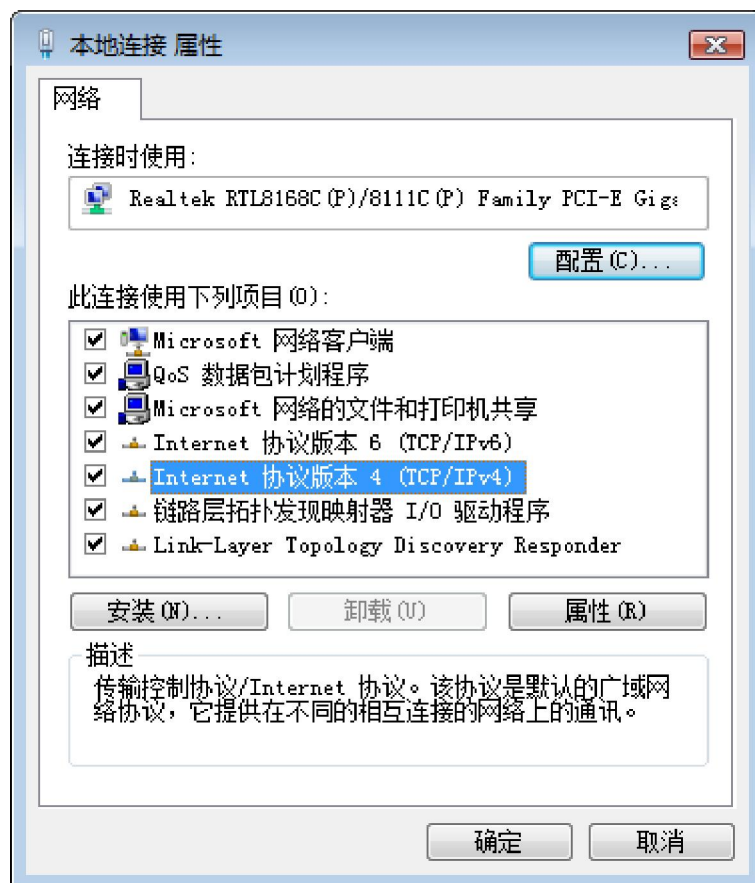 本地连接 属性
网络
连接时使用:
Realtek RTL8168C(P)/8111C(P) Family PCI-E Giga
配置(C)...
此连接使用下列项目(O):
Microsoft 网络客户端
QoS 数据包计划程序
Microsoft 网络的文件和打印机共享
Internet 协议版本 6 (TCP/IPv6)
Internet 协议版本 4 (TCP/IPv4)
链路层拓扑发现映射器 I/O 驱动程序
Link-Layer Topology Discovery Responder
安装(N)... 卸载(U) 属性(R)
描述
传输控制协议/Internet 协议。该协议是默认的广域网
络协议，它提供在不同的相互连接的网络上的通讯。
确定 取消